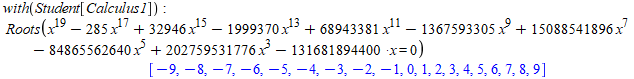 with(Student[Calculus1]) :
Roots(x^19 − 285 x^17 + 32946 x^15 − 1999370 x^13 + 68943381 x^11 − 1367593305 x^9 + 15088541896 x^7
− 84865562640 x^5 + 202759531776 x^3 − 131681894400 ·x=0)
[−9, −8, −7, −6, −5, −4, −3, −2, −1, 0, 1, 2, 3, 4, 5, 6, 7, 8, 9]